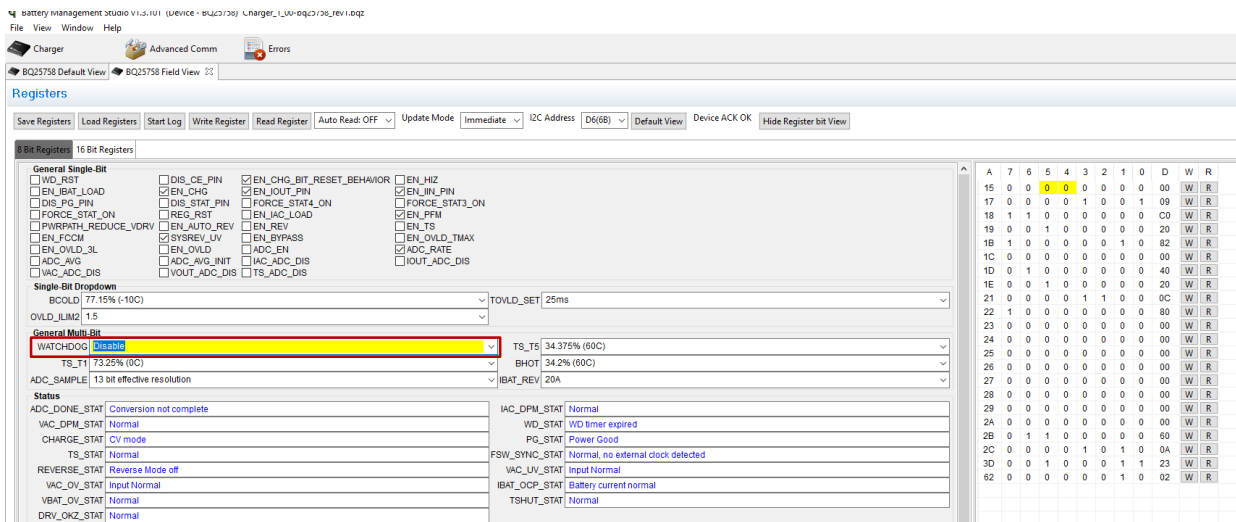 Battery Management Studio v1.3.101 (Device - BQ25758) Charger_1_00-bq25758_rev1.bqz
File View Window Help
Charger Advanced Comm Errors
BQ25758 Default View BQ25758 Field View
Registers
Save Registers Load Registers Start Log Write Register Read Register Auto Read: OFF Update Mode Immediate I2C Address D6(6B) Default View Device ACK OK Hide Register bit View
8 Bit Registers 16 Bit Registers
General Single-Bit
WD_RST DIS_CE_PIN EN_CHG_BIT_RESET_BEHAVIOR EN_HIZ
EN_IBAT_LOAD EN_CHG EN_IOUT_PIN EN_IIN_PIN
DIS_PG_PIN DIS_STAT_PIN FORCE_STAT4_ON FORCE_STAT3_ON
FORCE_STAT_ON REG_RST EN_IAC_LOAD EN_PFM
PWRPATH_REDUCE_VDRV EN_AUTO_REV EN_REV EN_TS
EN_FCCM SYSREV_UV EN_BYPASS EN_OVLD_TMAX
EN_OVLD_3L EN_OVLD ADC_EN ADC_RATE
ADC_AVG ADC_AVG_INIT IAC_ADC_DIS IOUT_ADC_DIS
VAC_ADC_DIS VOUT_ADC_DIS TS_ADC_DIS
Single-Bit Dropdown
BCOLD 77.15% (-10C) TOVLD_SET 25ms
OVLD_ILIM2 1.5
General Multi-Bit
WATCHDOG Disable TS_T5 34.375% (60C)
TS_T1 73.25% (0C) BHOT 34.2% (60C)
ADC_SAMPLE 13 bit effective resolution IBAT_REV 20A
Status
ADC_DONE_STAT Conversion not complete IAC_DPM_STAT Normal
VAC_DPM_STAT Normal WD_STAT WD timer expired
CHARGE_STAT CV mode PG_STAT Power Good
TS_STAT Normal FSW_SYNC_STAT Normal, no external clock detected
REVERSE_STAT Reverse Mode off VAC_UV_STAT Input Normal
VAC_OV_STAT Input Normal IBAT_OCP_STAT Battery current normal
VBAT_OV_STAT Normal TSHUT_STAT Normal
DRV_OKZ_STAT Normal
A 7 6 5 4 3 2 1 0 D W R
15 0 0 0 0 0 0 0 0 00 W R
17 0 0 0 0 1 0 0 1 09 W R
18 1 1 0 0 0 0 0 0 C0 W R
19 0 0 1 0 0 0 0 0 20 W R
1B 1 0 0 0 0 0 1 0 82 W R
1C 0 0 0 0 0 0 0 0 00 W R
1D 0 1 0 0 0 0 0 0 40 W R
1E 0 0 1 0 0 0 0 0 20 W R
21 0 0 0 0 1 1 0 0 0C W R
22 1 0 0 0 0 0 0 0 80 W R
23 0 0 0 0 0 0 0 0 00 W R
24 0 0 0 0 0 0 0 0 00 W R
25 0 0 0 0 0 0 0 0 00 W R
26 0 0 0 0 0 0 0 0 00 W R
27 0 0 0 0 0 0 0 0 00 W R
28 0 0 0 0 0 0 0 0 00 W R
29 0 0 0 0 0 0 0 0 00 W R
2A 0 0 0 0 0 0 0 0 00 W R
2B 0 1 1 0 0 0 0 0 60 W R
2C 0 0 0 0 1 0 1 0 0A W R
3D 0 0 1 0 0 0 1 1 23 W R
62 0 0 0 0 0 0 1 0 02 W R